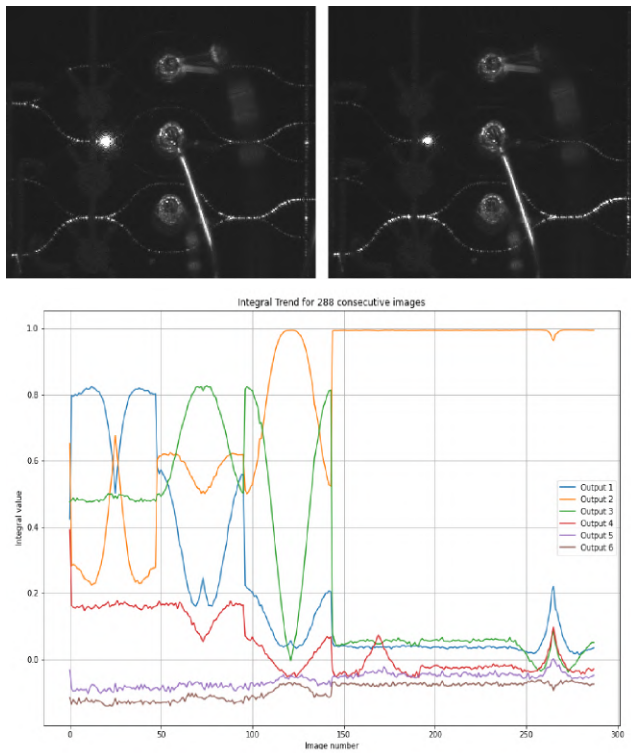 Integral Trend for 288 consecutive images
Integral value
1.0
0.8
0.6
0.4
0.2
0.0
Output 1
Output 2
Output 3
Output 4
Output 5
Output 6
0
50
100
150
200
250
300
Image number